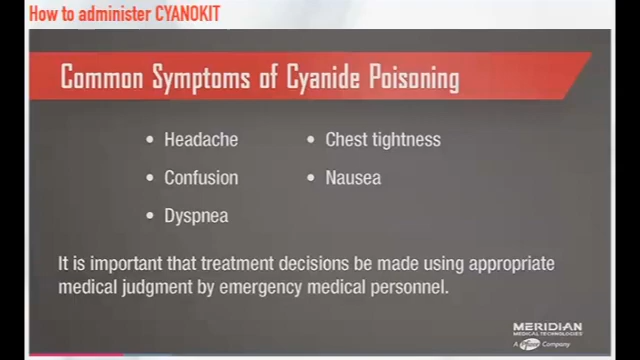 How to administer CYANOKIT
Common Symptoms of Cyanide Poisoning
• Headache
• Confusion
• Dyspnea
• Chest tightness
• Nausea
It is important that treatment decisions be made using appropriate
medical judgment by emergency medical personnel.
MERIDIAN
MEDICAL TECHNOLOGIES
A Pfizer Company